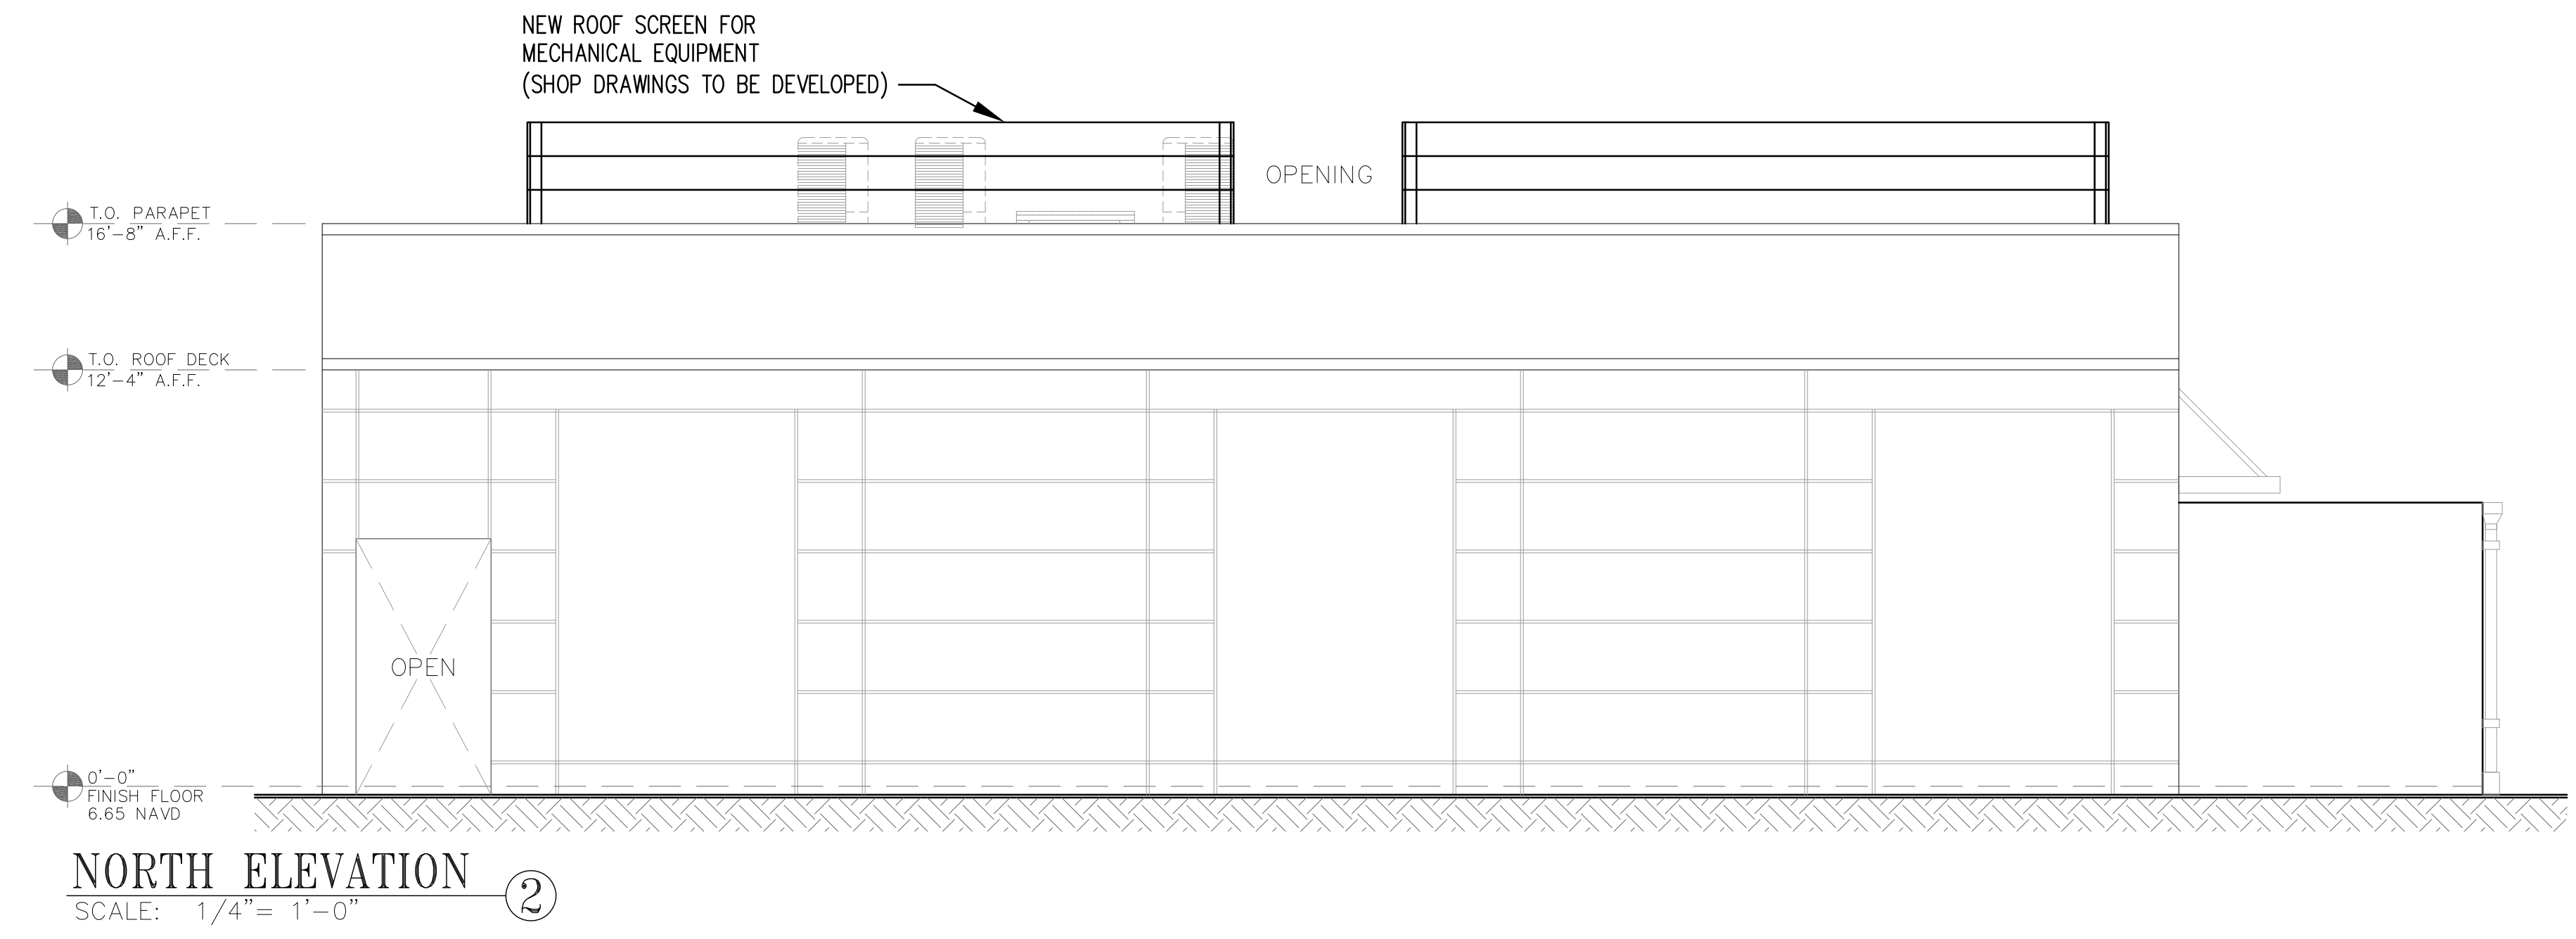 NEW ROOF SCREEN FOR
MECHANICAL EQUIPMENT
(SHOP DRAWINGS TO BE DEVELOPED)
OPENING
T.O. PARAPET
16'-8" A.F.F.
T.O. ROOF DECK
12'-4" A.F.F.
OPEN
0'-0"
FINISH FLOOR
6.65 NAVD
NORTH ELEVATION 2
SCALE: 1/4"= 1'-0"